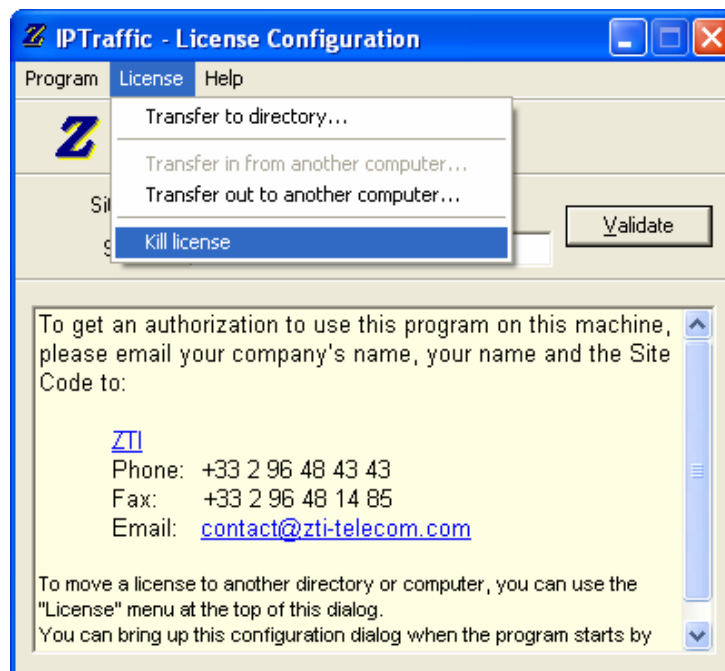 IPTraffic - License Configuration
Program License Help
Transfer to directory...
Transfer in from another computer...
Transfer out to another computer...
Kill license
Validate
To get an authorization to use this program on this machine,
please email your company's name, your name and the Site
Code to:
ZTI
Phone: +33 2 96 48 43 43
Fax: +33 2 96 48 14 85
Email: contact@zti-telecom.com
To move a license to another directory or computer, you can use the
"License" menu at the top of this dialog.
You can bring up this configuration dialog when the program starts by